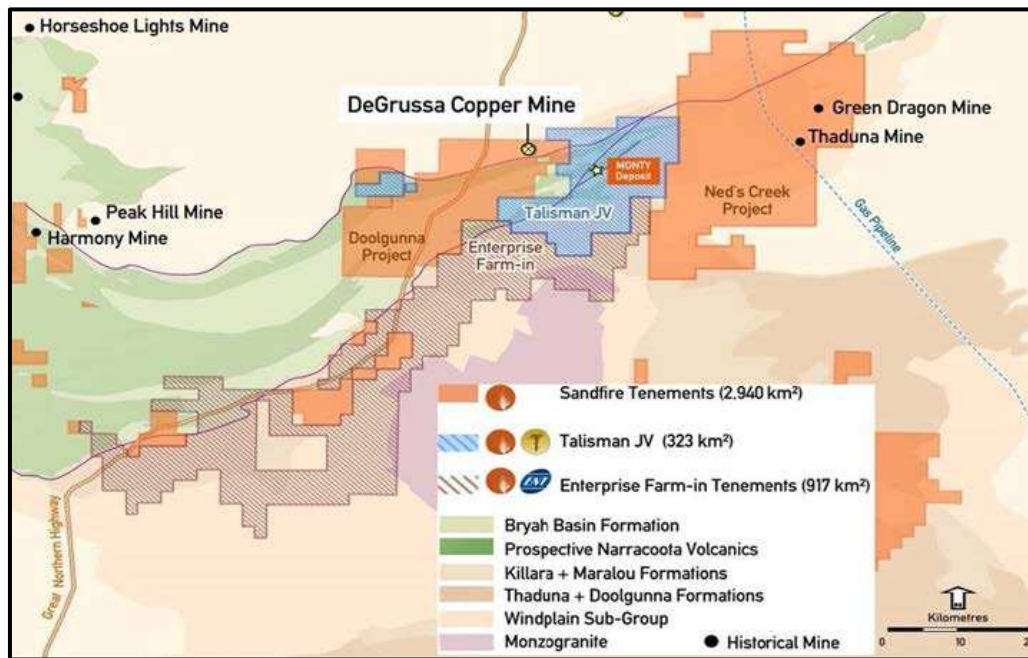 Horseshoe Lights Mine
DeGrussa Copper Mine
Green Dragon Mine
Thaduna Mine
MONTY
Deposit
Ned's Creek
Project
Peak Hill Mine
Harmony Mine
Talisman JV
Doolgunna
Project
Enterprise
Farm-in
Gas Pipeline
Great Northern Highway
Sandfire Tenements (2,940 km²)
Talisman JV (323 km²)
Enterprise Farm-in Tenements (917 km²)
Bryah Basin Formation
Prospective Narracoota Volcanics
Killara + Maralou Formations
Thaduna + Doolgunna Formations
Windplain Sub-Group
Monzogranite
Historical Mine
Kilometres
0 10